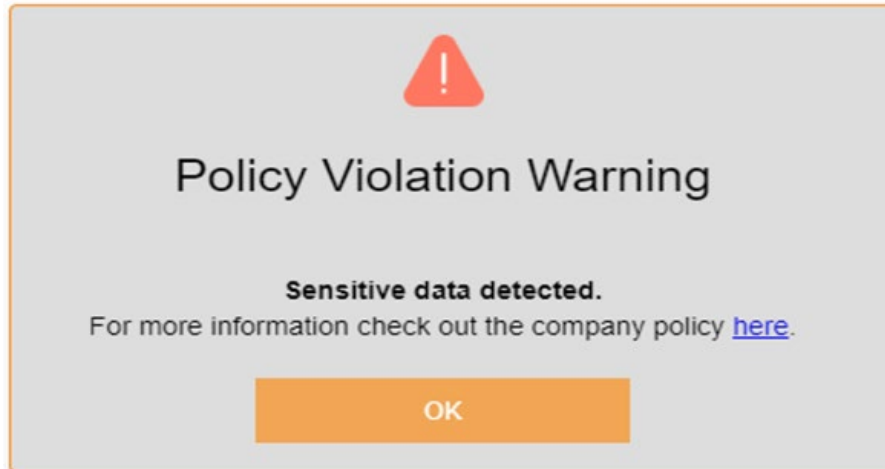 !
Policy Violation Warning
Sensitive data detected.
For more information check out the company policy here.
OK